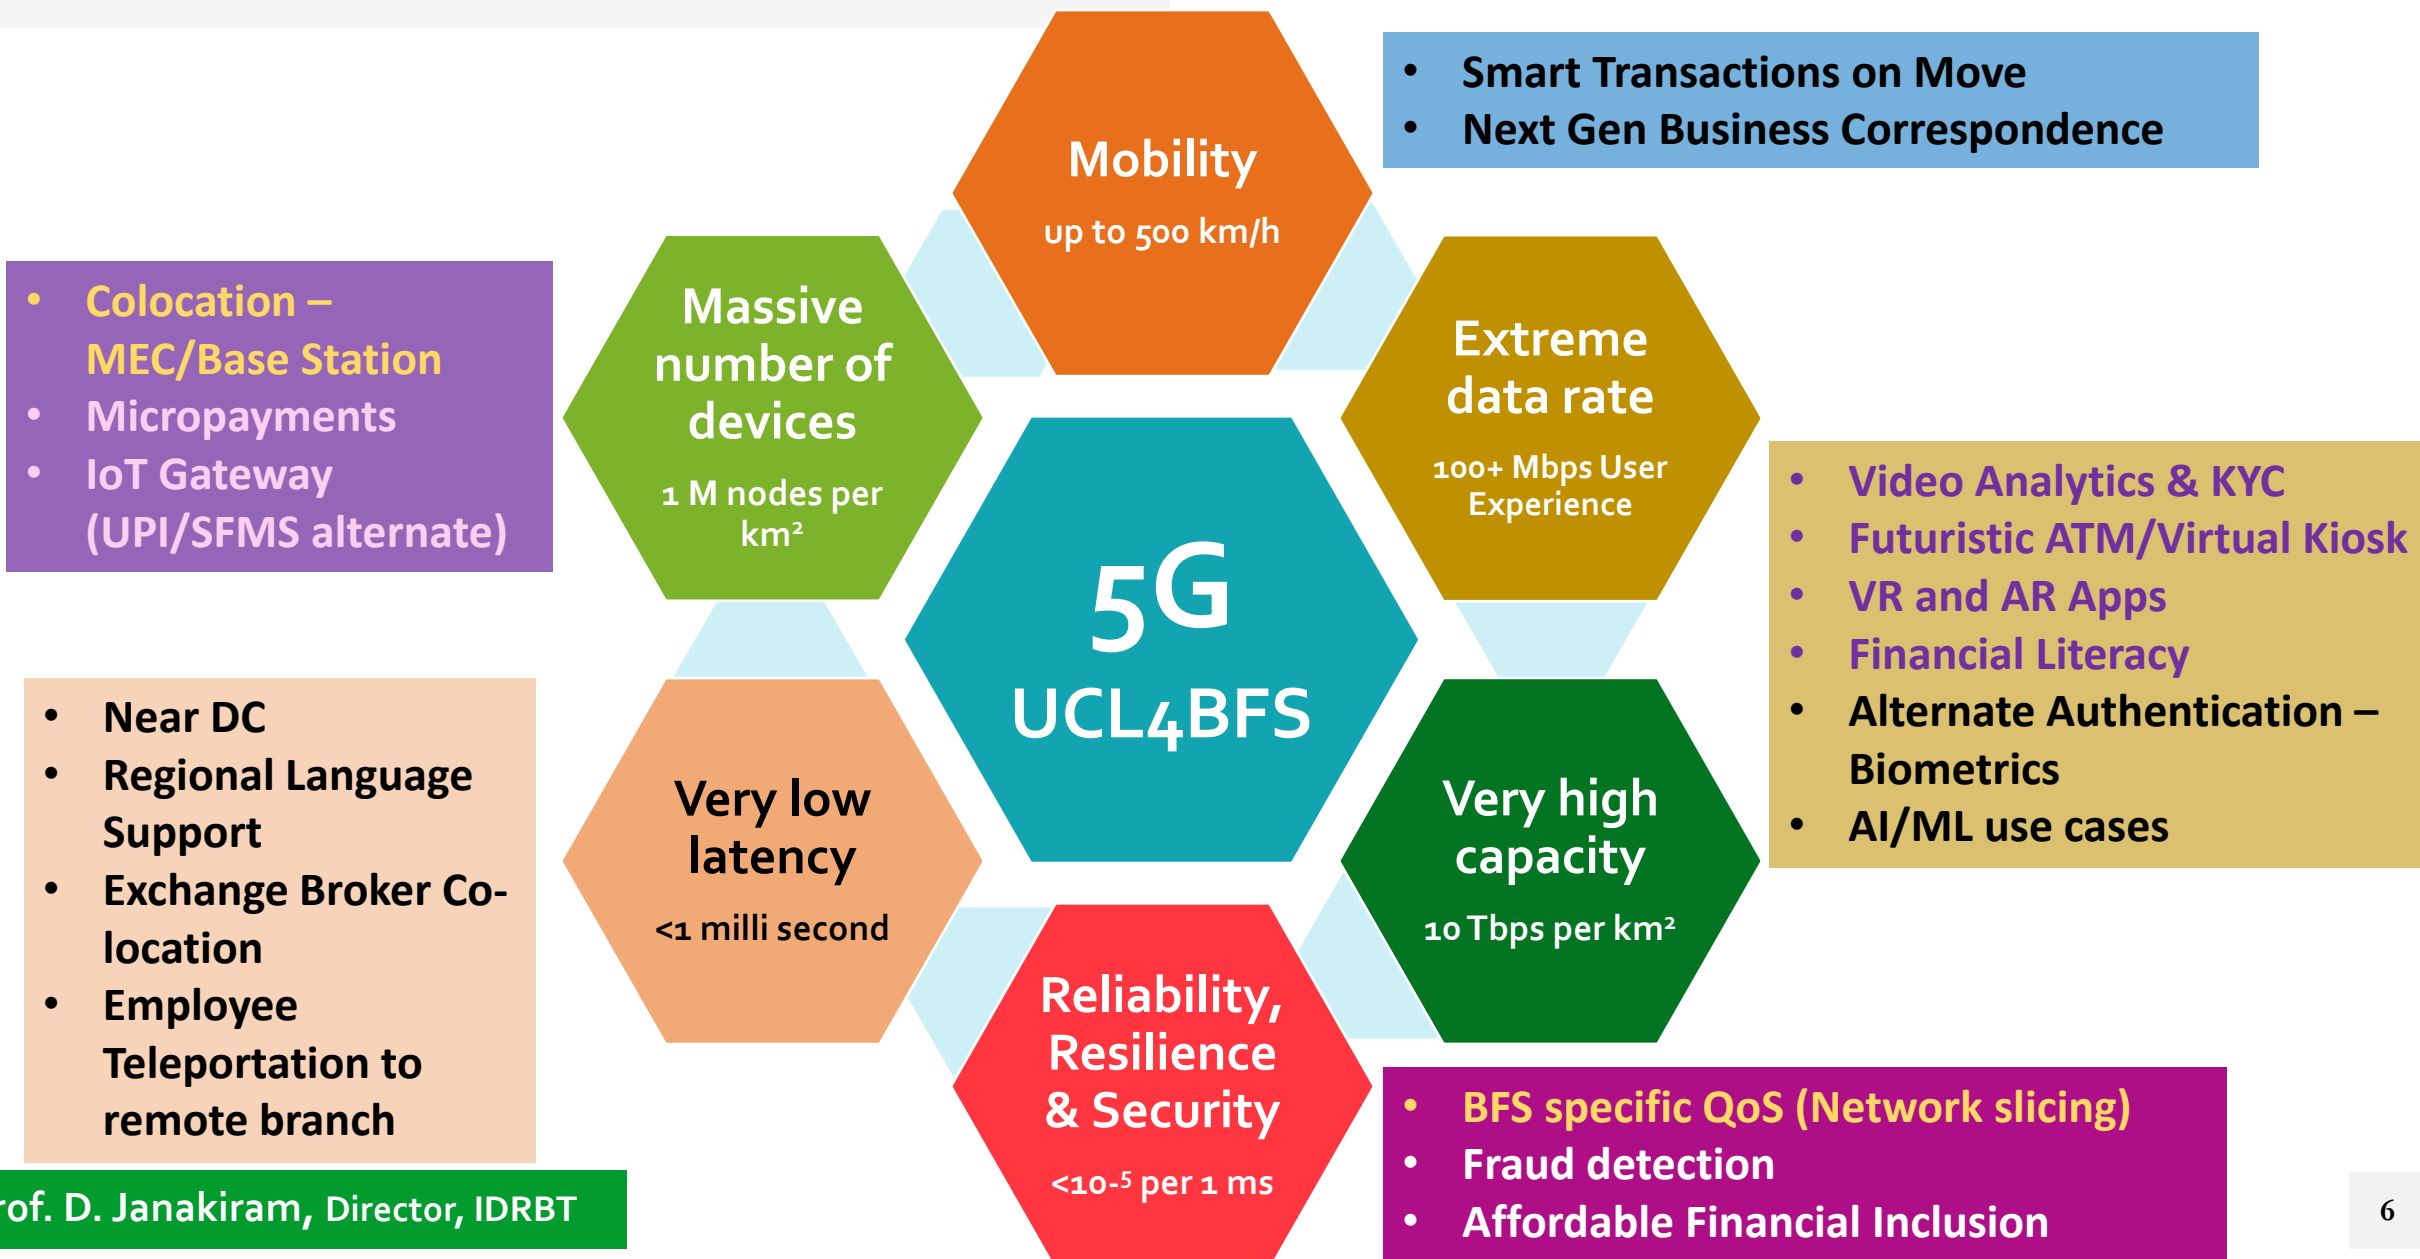 Mobility
up to 500 km/h
• Smart Transactions on Move
• Next Gen Business Correspondence
Massive
number of
devices
1 M nodes per
km²
• Colocation –
MEC/Base Station
• Micropayments
• IoT Gateway
(UPI/SFMS alternate)
Extreme
data rate
100+ Mbps User
Experience
• Video Analytics & KYC
• Futuristic ATM/Virtual Kiosk
• VR and AR Apps
• Financial Literacy
• Alternate Authentication –
Biometrics
• AI/ML use cases
5G
UCL4BFS
• Near DC
• Regional Language
Support
• Exchange Broker Co-
location
• Employee
Teleportation to
remote branch
Very low
latency
<1 milli second
Very high
capacity
10 Tbps per km²
Reliability,
Resilience
& Security
<10-⁵ per 1 ms
• BFS specific QoS (Network slicing)
• Fraud detection
• Affordable Financial Inclusion
rof. D. Janakiram, Director, IDRBT
6